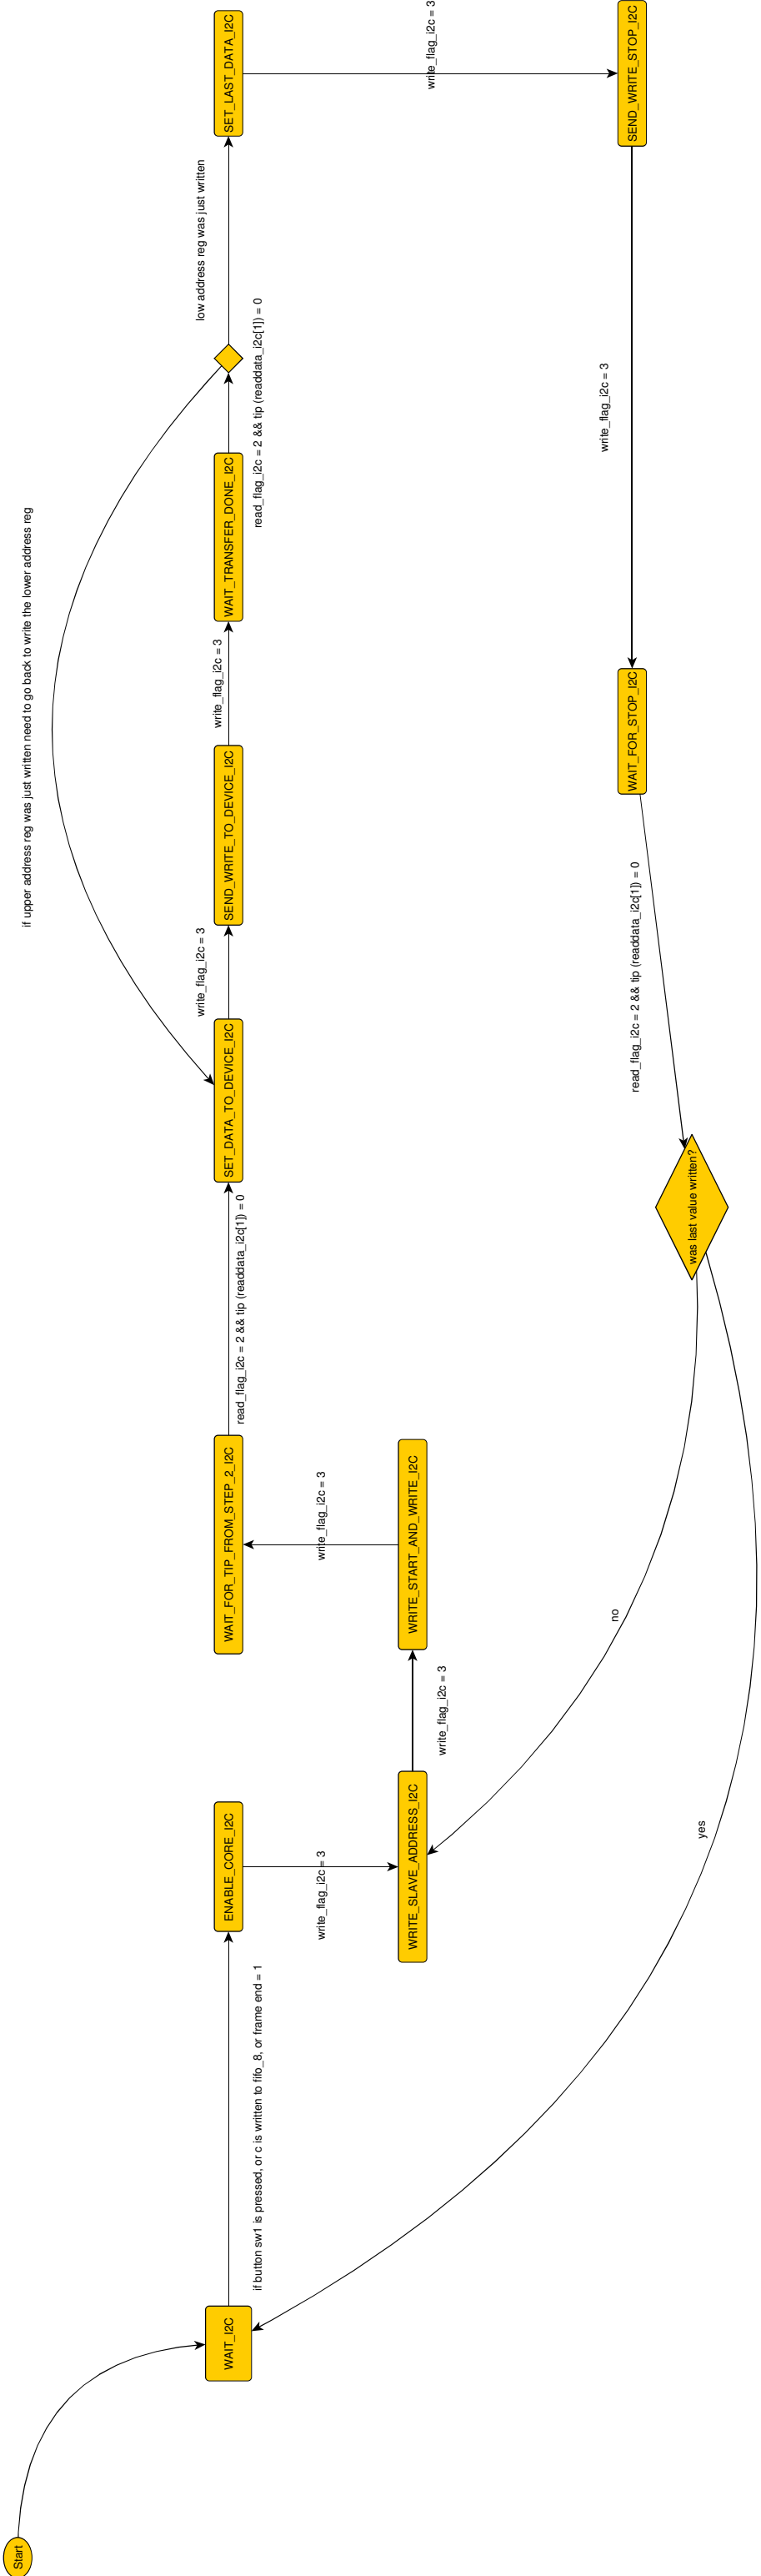 Start
WAIT_I2C
if button sw1 is pressed, or c is written to fifo_8, or frame end = 1
ENABLE_CORE_I2C
write_flag_i2c = 3
WRITE_SLAVE_ADDRESS_I2C
write_flag_i2c = 3
WRITE_START_AND_WRITE_I2C
write_flag_i2c = 3
WAIT_FOR_TIP_FROM_STEP_2_I2C
read_flag_i2c = 2 && tip (readdata_i2c[1]) = 0
SET_DATA_TO_DEVICE_I2C
write_flag_i2c = 3
SEND_WRITE_TO_DEVICE_I2C
write_flag_i2c = 3
WAIT_TRANSFER_DONE_I2C
read_flag_i2c = 2 && tip (readdata_i2c[1]) = 0
if upper address reg was just written need to go back to write the lower address reg
low address reg was just written
SET_LAST_DATA_I2C
write_flag_i2c = 3
SEND_WRITE_STOP_I2C
write_flag_i2c = 3
WAIT_FOR_STOP_I2C
read_flag_i2c = 2 && tip (readdata_i2c[1]) = 0
was last value written?
no
yes